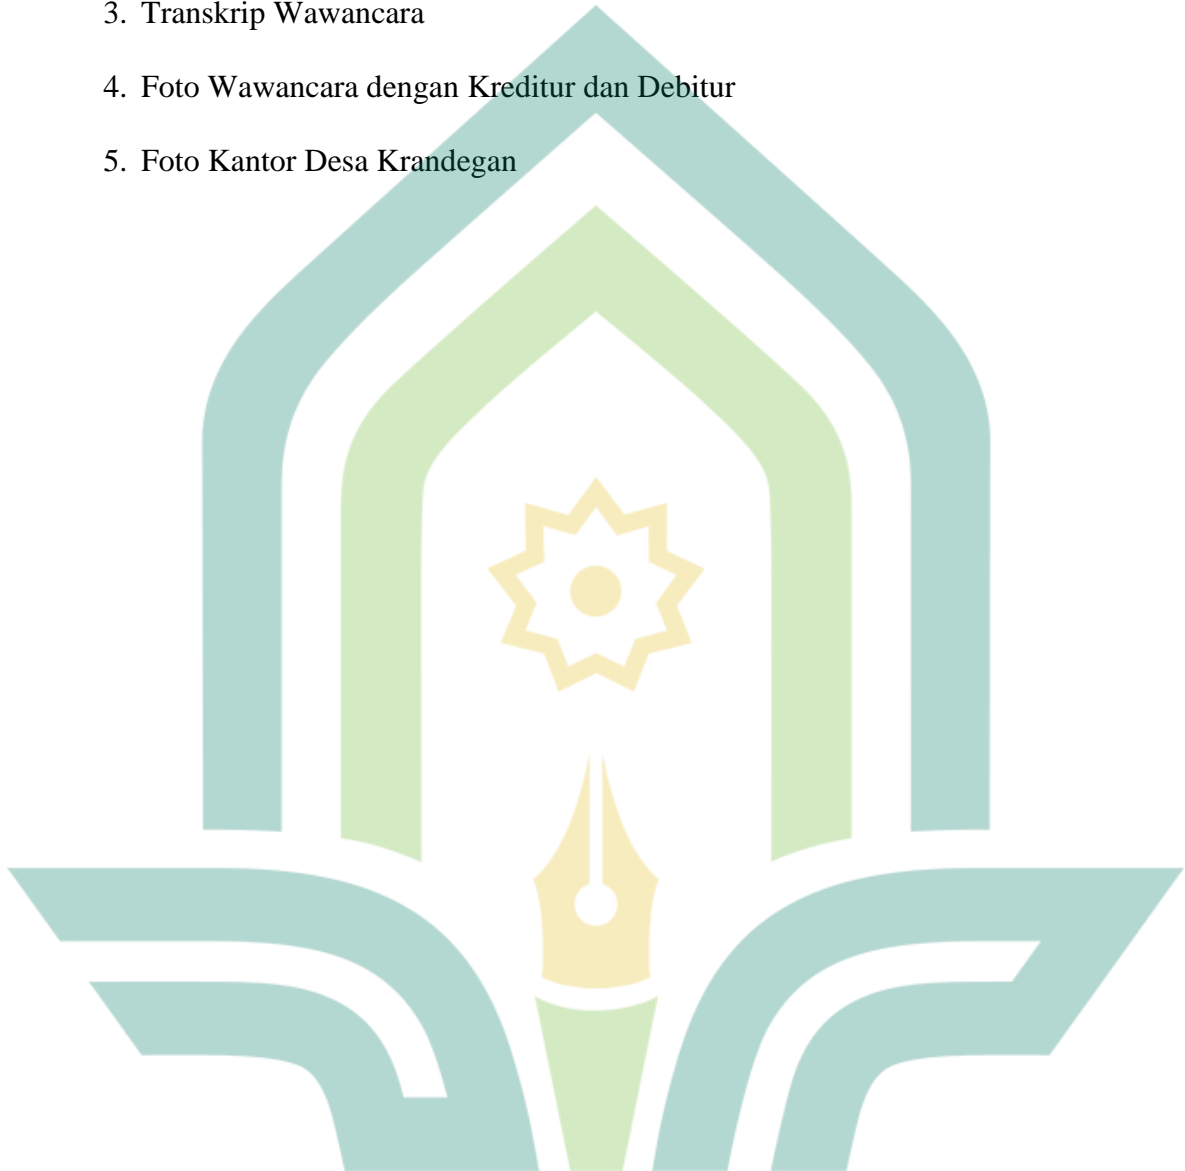 3. Transkrip Wawancara
4. Foto Wawancara dengan Kreditur dan Debitur
5. Foto Kantor Desa Krandegan